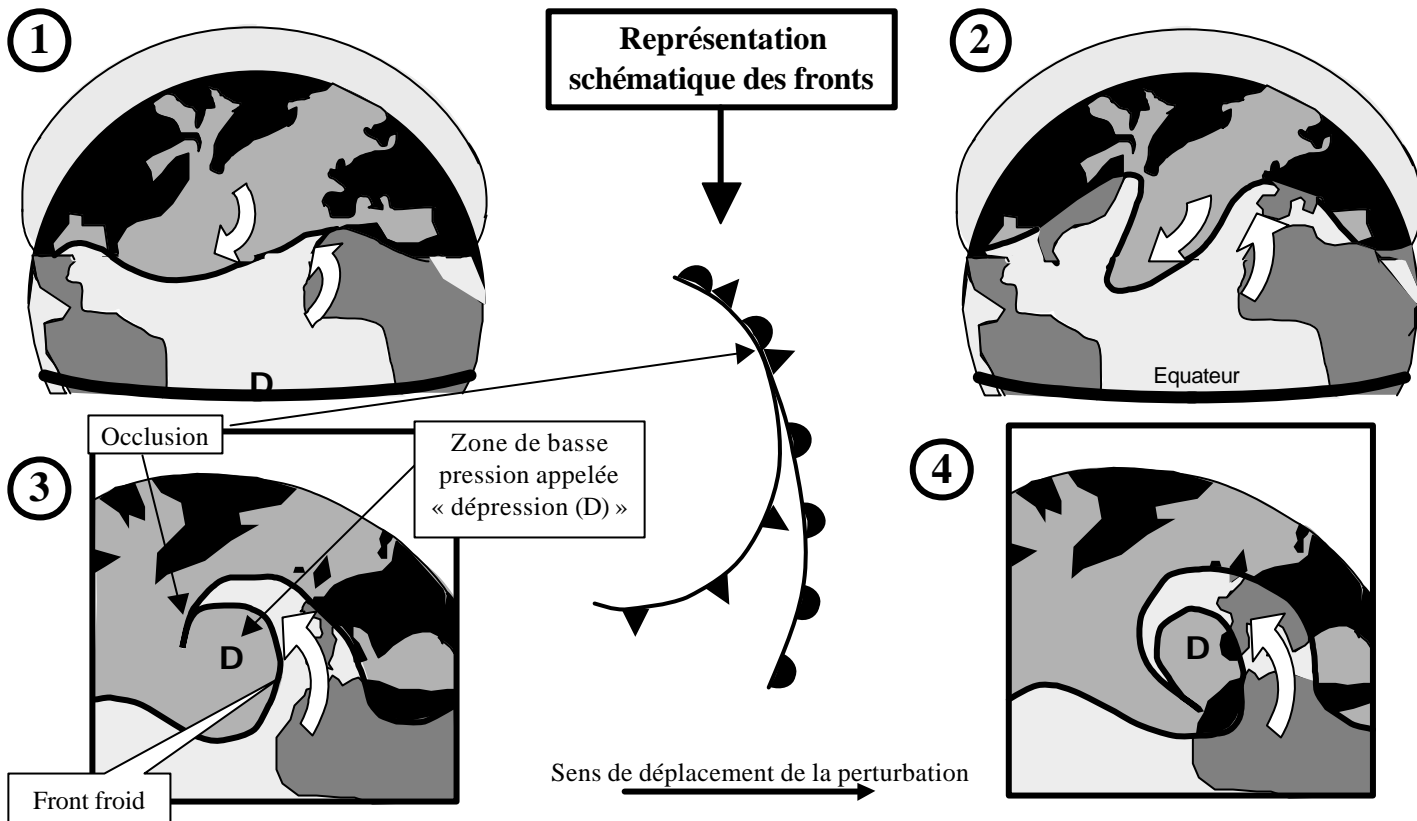 1
Représentation
schématique des fronts
2
D
Equateur
Occlusion
Zone de basse
pression appelée
« dépression (D) »
3
4
D
D
Front froid
Sens de déplacement de la perturbation